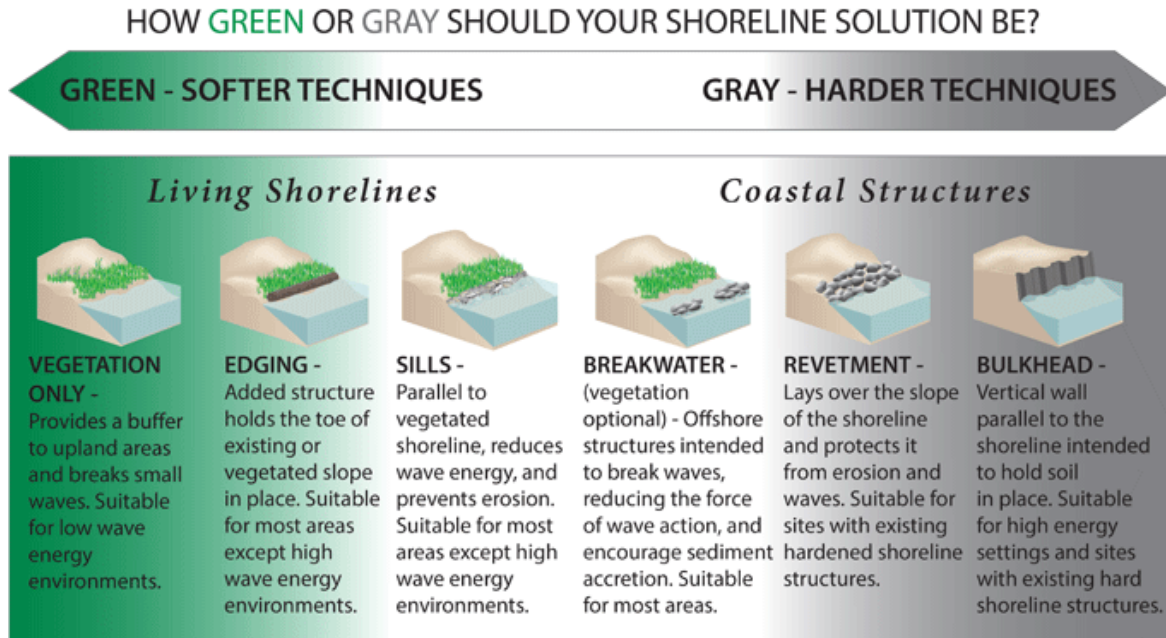 HOW GREEN OR GRAY SHOULD YOUR SHORELINE SOLUTION BE?
GREEN - SOFTER TECHNIQUES
GRAY - HARDER TECHNIQUES
Living Shorelines
Coastal Structures
VEGETATION
ONLY -
Provides a buffer
to upland areas
and breaks small
waves. Suitable
for low wave
energy
environments.
EDGING -
Added structure
holds the toe of
existing or
vegetated slope
in place. Suitable
for most areas
except high
wave energy
environments.
SILLS -
Parallel to
vegetated
shoreline, reduces
wave energy, and
prevents erosion.
Suitable for most
areas except high
wave energy
environments.
BREAKWATER -
(vegetation
optional) - Offshore
structures intended
to break waves,
reducing the force
of wave action, and
encourage sediment
accretion. Suitable
for most areas.
REVETMENT -
Lays over the slope
of the shoreline
and protects it
from erosion and
waves. Suitable for
sites with existing
hardened shoreline
structures.
BULKHEAD -
Vertical wall
parallel to the
shoreline intended
to hold soil
in place. Suitable
for high energy
settings and sites
with existing hard
shoreline structures.